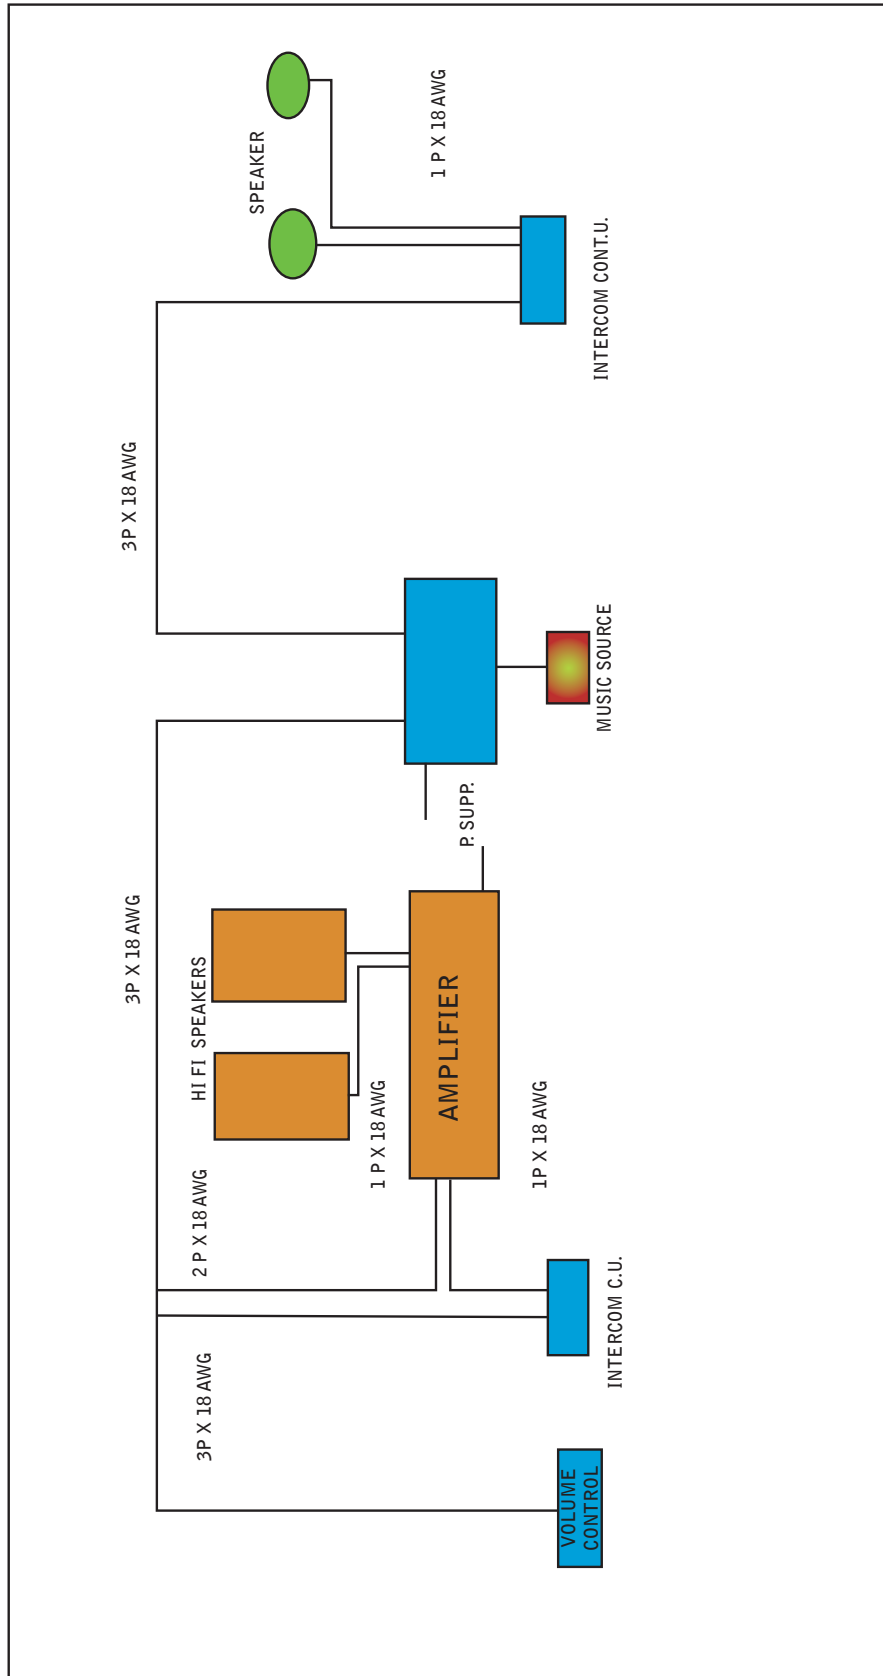 3P X 18 AWG
3P X 18 AWG
SPEAKER
1 P X 18 AWG
2 P X 18 AWG
HI FI SPEAKERS
3P X 18 AWG
1 P X 18 AWG
AMPLIFIER
P. SUPP.
1P X 18 AWG
VOLUME
CONTROL
INTERCOM C.U.
MUSIC SOURCE
INTERCOM CONT.U.